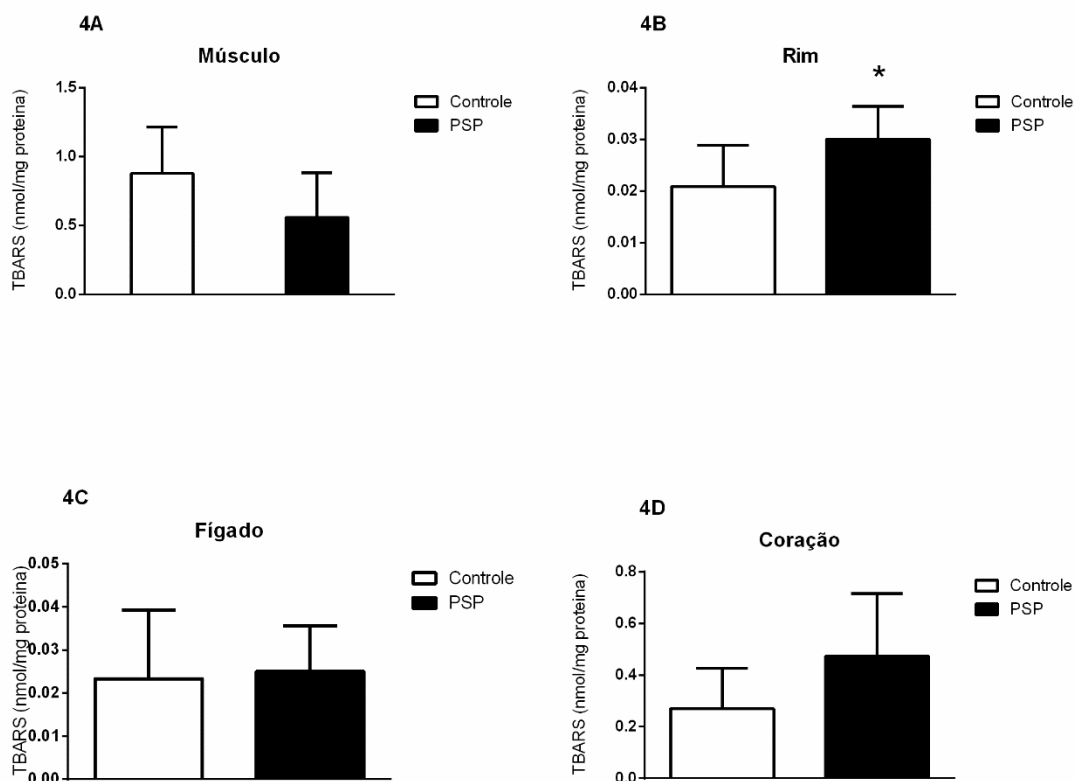 4A
Músculo
TBARS (nmol/mg proteina)
1.5
1.0
0.5
0.0
Controle
PSP
4B
Rim
*
TBARS (nmol/mg proteina)
0.04
0.03
0.02
0.01
0.00
Controle
PSP
4C
Fígado
TBARS (nmol/mg proteina)
0.05
0.04
0.03
0.02
0.01
0.00
Controle
PSP
4D
Coração
TBARS (nmol/mg proteina)
0.8
0.6
0.4
0.2
0.0
Controle
PSP